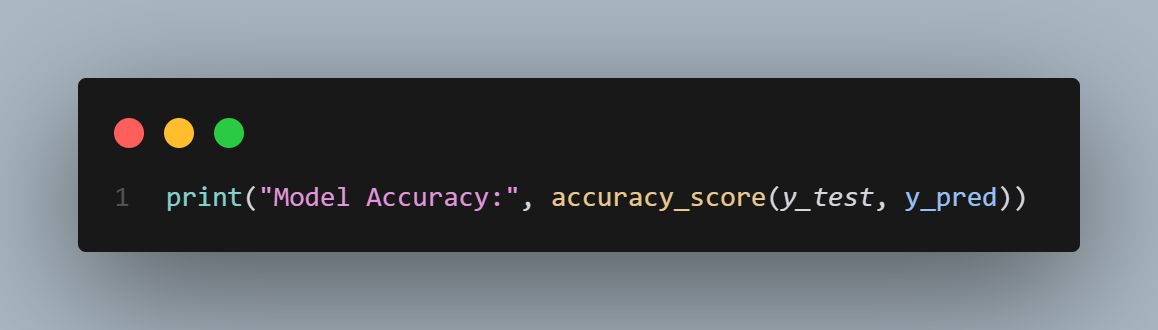 1 print("Model Accuracy:", accuracy_score(y_test, y_pred))